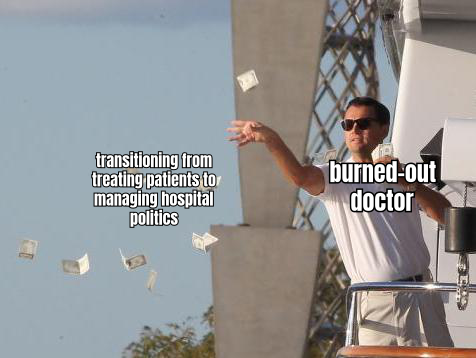 transitioning from
treating patients to
managing hospital
politics
burned-out
doctor